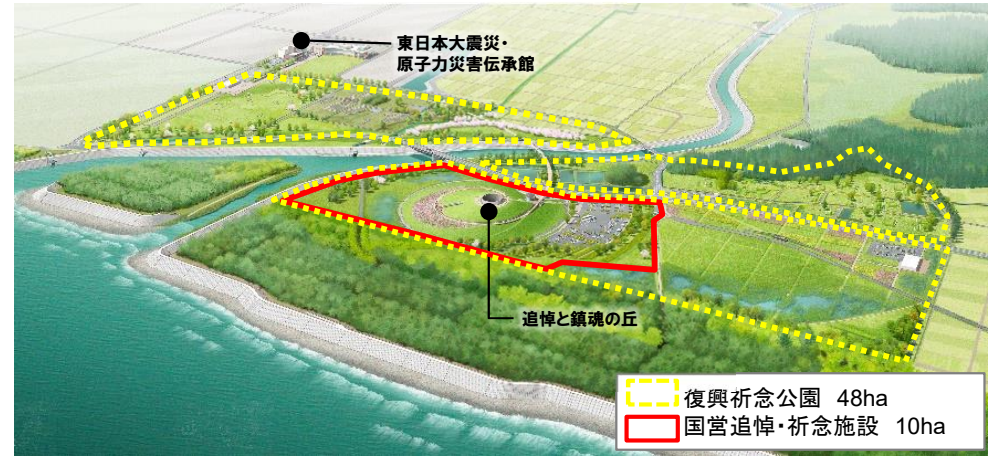 東日本大震災・
原子力災害伝承館
追悼と鎮魂の丘
復興祈念公園 48ha
国営追悼・祈念施設 10ha